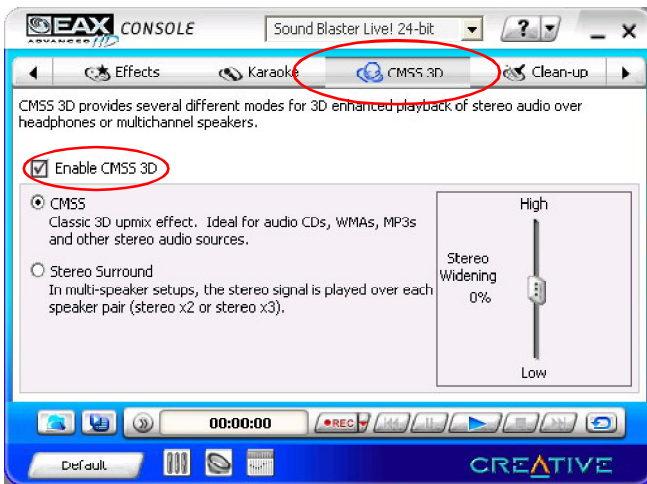 EAX CONSOLE Sound Blaster Live! 24-bit ?
ADVANCED HD
Effects Karaoke CMSS 3D Clean-up
CMSS 3D provides several different modes for 3D enhanced playback of stereo audio over
headphones or multichannel speakers.
Enable CMSS 3D
CMSS
Classic 3D upmix effect. Ideal for audio CDs, WMAs, MP3s
and other stereo audio sources.
Stereo Surround
In multi-speaker setups, the stereo signal is played over each
speaker pair (stereo x2 or stereo x3).
High
Stereo
Widening
0%
Low
00:00:00 REC
Default CREATIVE